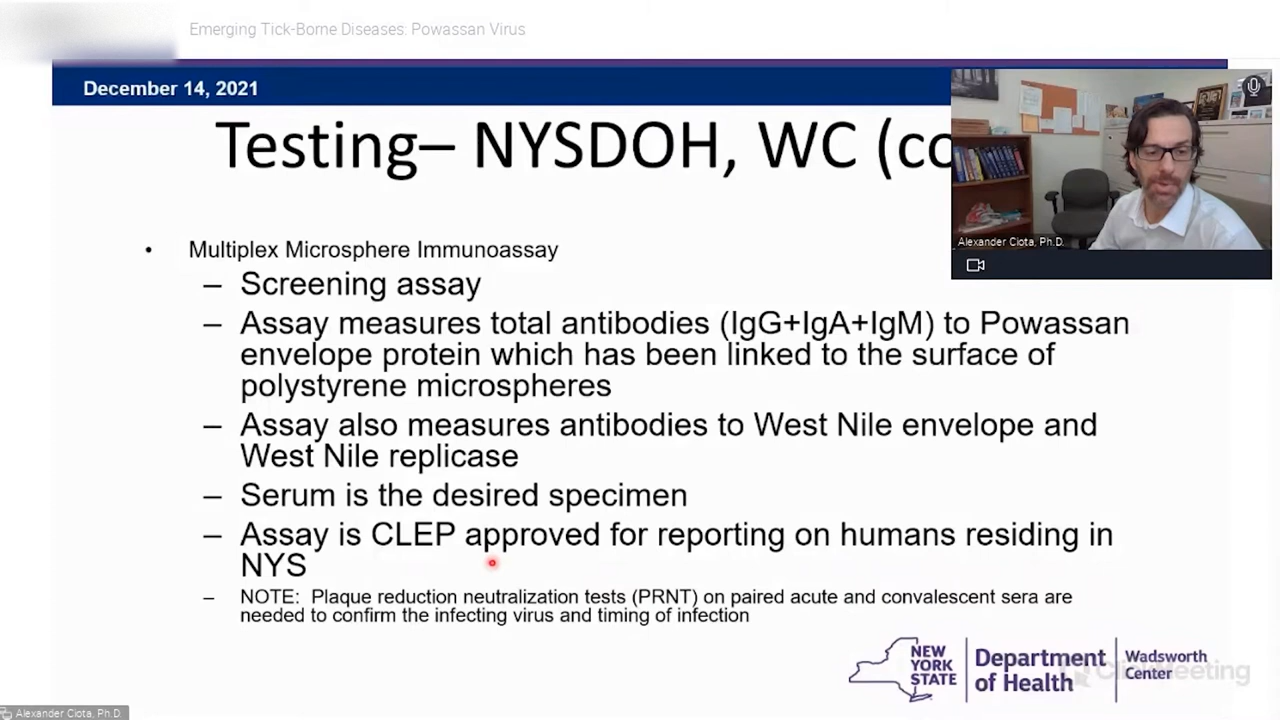 Emerging Tick-Borne Diseases: Powassan Virus
December 14, 2021
Testing– NYSDOH, WC (co
Alexander Ciota, Ph.D.
• Multiplex Microsphere Immunoassay
– Screening assay
– Assay measures total antibodies (IgG+IgA+IgM) to Powassan
envelope protein which has been linked to the surface of
polystyrene microspheres
– Assay also measures antibodies to West Nile envelope and
West Nile replicase
– Serum is the desired specimen
– Assay is CLEP approved for reporting on humans residing in
NYS
– NOTE: Plaque reduction neutralization tests (PRNT) on paired acute and convalescent sera are
needed to confirm the infecting virus and timing of infection
NEW
YORK
STATE
Department
of Health
Wadsworth
Center
ClickMeeting
Alexander Ciota, Ph.D.